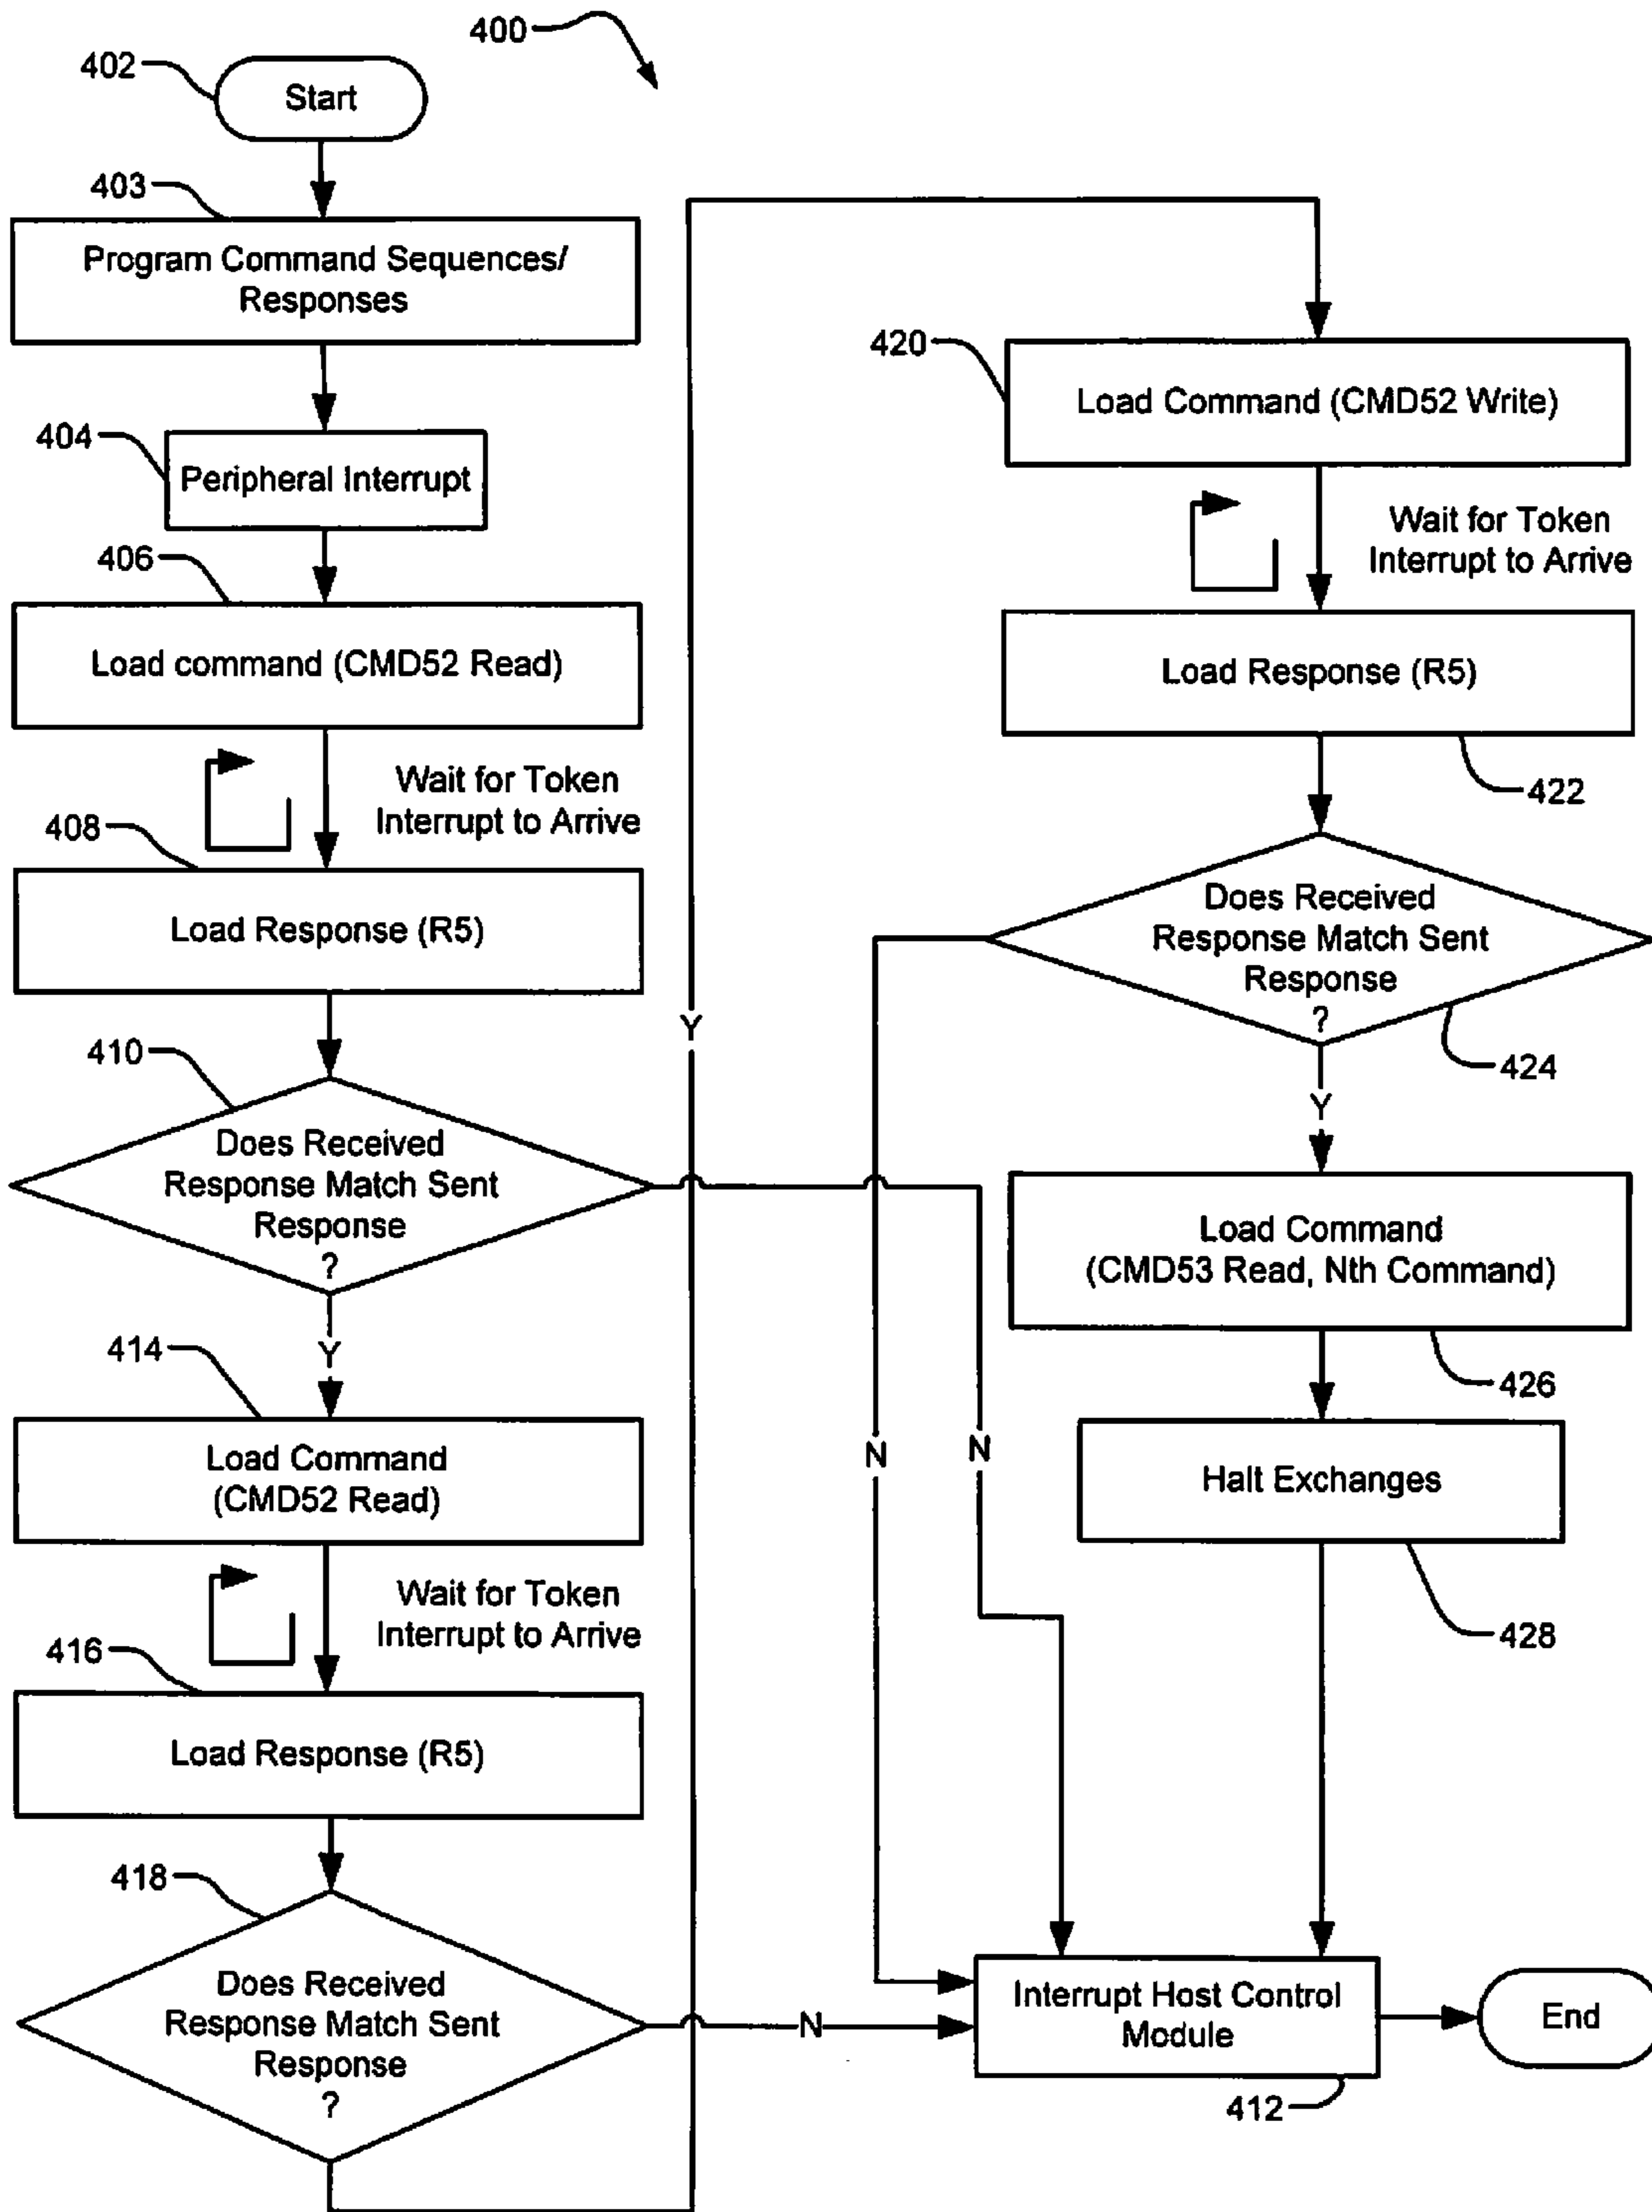 400
402
Start
403
Program Command Sequences/
Responses
404
Peripheral Interrupt
406
Load command (CMD52 Read)
Wait for Token
Interrupt to Arrive
408
Load Response (R5)
410
Does Received
Response Match Sent
Response
?
Y
414
Load Command
(CMD52 Read)
Wait for Token
Interrupt to Arrive
416
Load Response (R5)
418
Does Received
Response Match Sent
Response
?
N
Y
420
Load Command (CMD52 Write)
Wait for Token
Interrupt to Arrive
Load Response (R5)
422
Does Received
Response Match Sent
Response
?
424
Y
Load Command
(CMD53 Read, Nth Command)
426
N
N
Halt Exchanges
428
Interrupt Host Control
Module
412
End